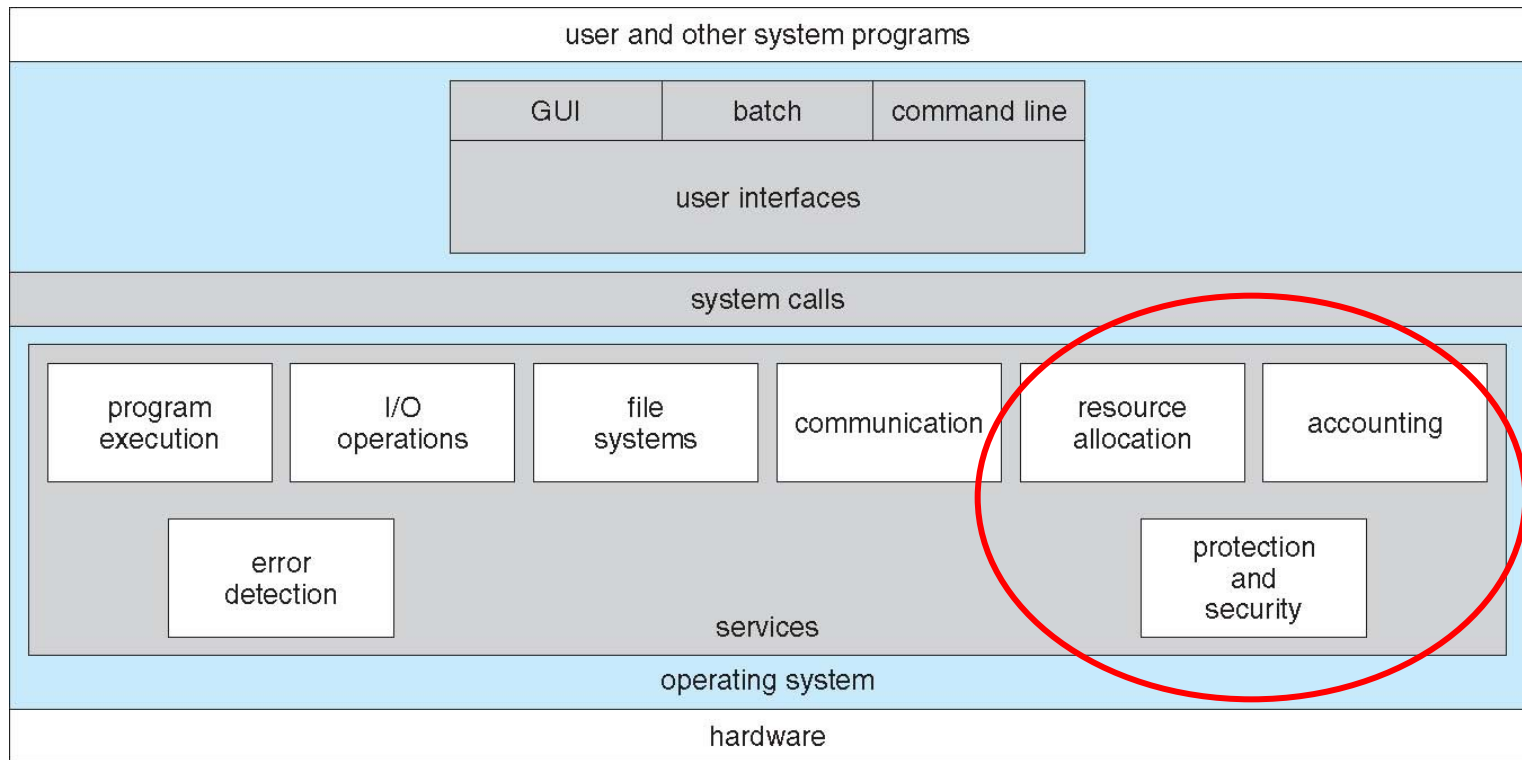 user and other system programs
GUI
batch
command line
user interfaces
system calls
program
execution
I/O
operations
file
systems
communication
resource
allocation
accounting
error
detection
protection
and
security
services
operating system
hardware